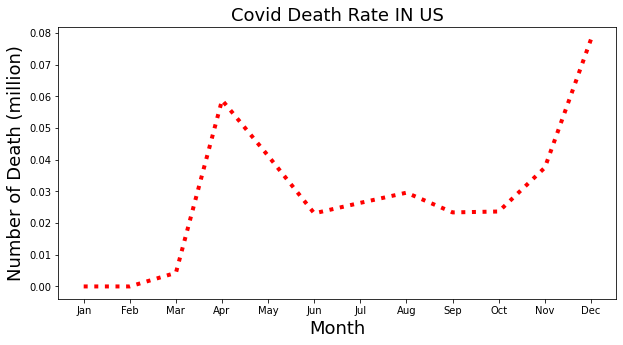 Covid Death Rate IN US
Number of Death (million)
0.08
0.07
0.06
0.05
0.04
0.03
0.02
0.01
0.00
Jan Feb Mar Apr May Jun Jul Aug Sep Oct Nov Dec
Month